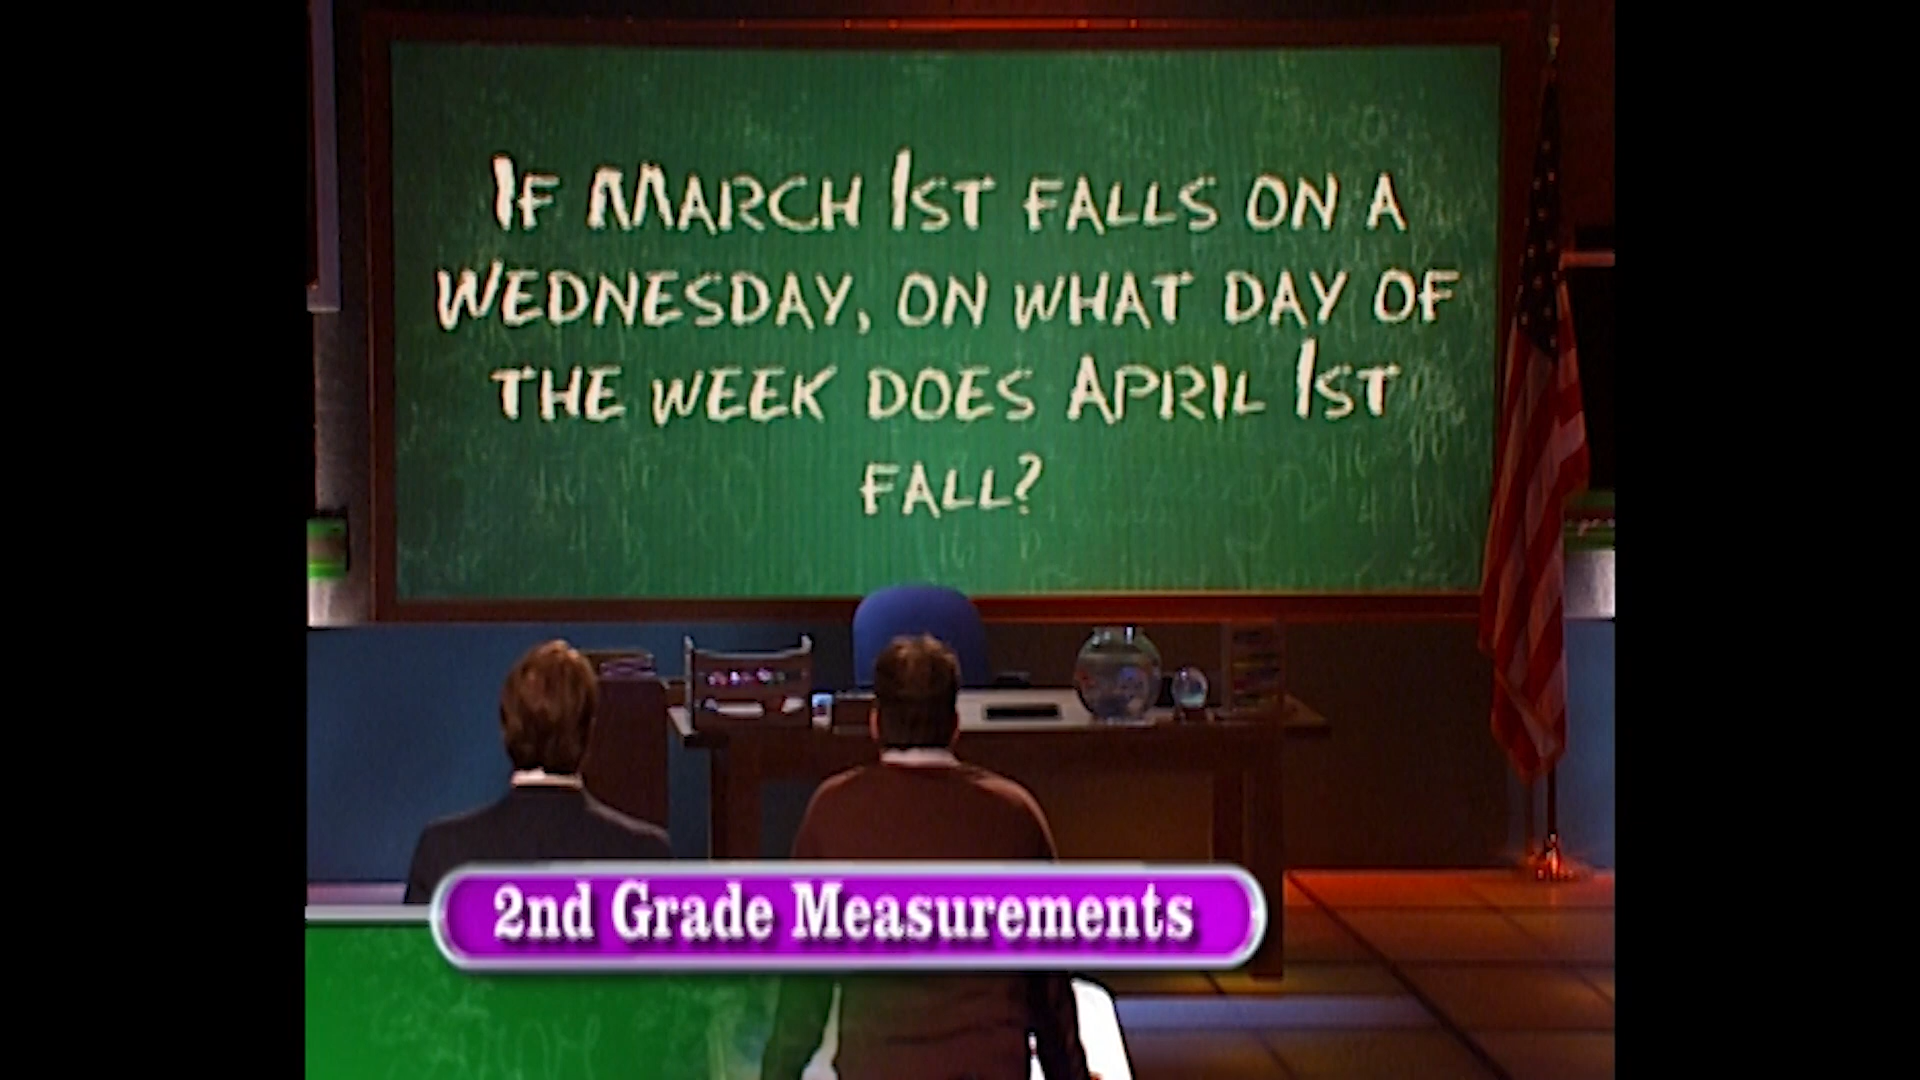 If March 1st falls on a
Wednesday, on what day of
the week does April 1st
fall?
2nd Grade Measurements